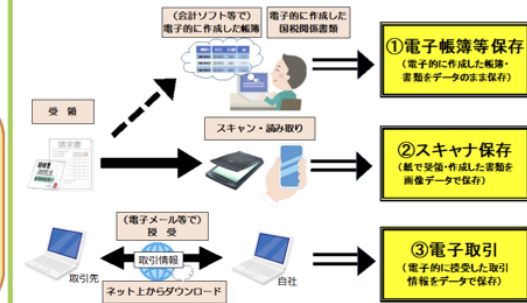 (会計ソフト等で)
電子的に作成した帳簿
電子的に作成した
国税関係書類
①電子帳簿等保存
(電子的に作成した帳簿・
書類をデータのまま保存)
受 領
請求書
領収書
スキャン・読み取り
②スキャナ保存
(紙で受領・作成した書類を
画像データで保存)
(電子メール等で)
授 受
取引情報
取引先
自社
ネット上からダウンロード
③電子取引
(電子的に授受した取引
情報をデータで保存)